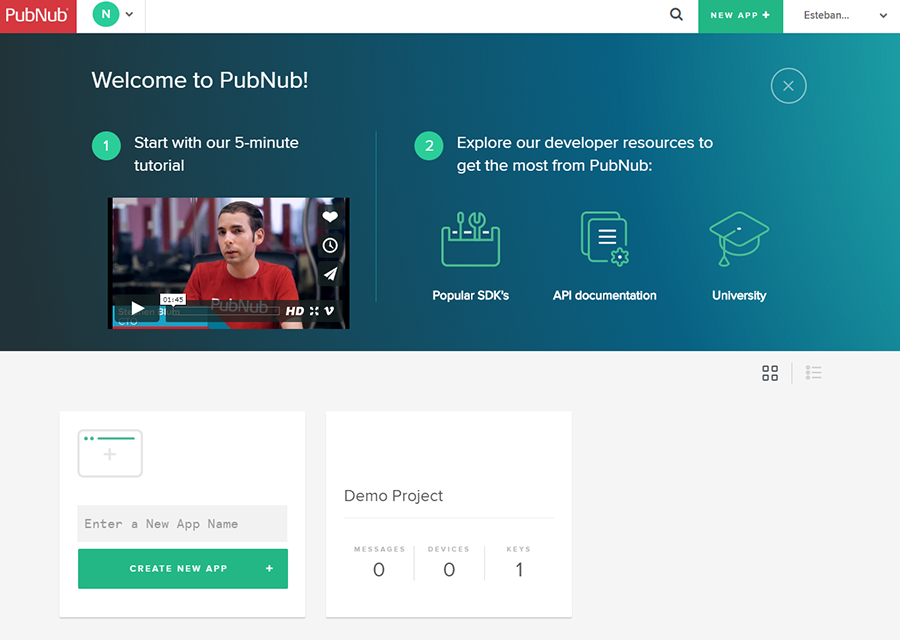 PubNub
N
NEW APP +
Esteban...
Welcome to PubNub!
1
Start with our 5-minute
tutorial
2
Explore our developer resources to
get the most from PubNub:
01:45
PubNub
HD
Stephen Blum
CTO
Popular SDK's
API documentation
University
Demo Project
Enter a New App Name
CREATE NEW APP +
MESSAGES
DEVICES
KEYS
0
0
1